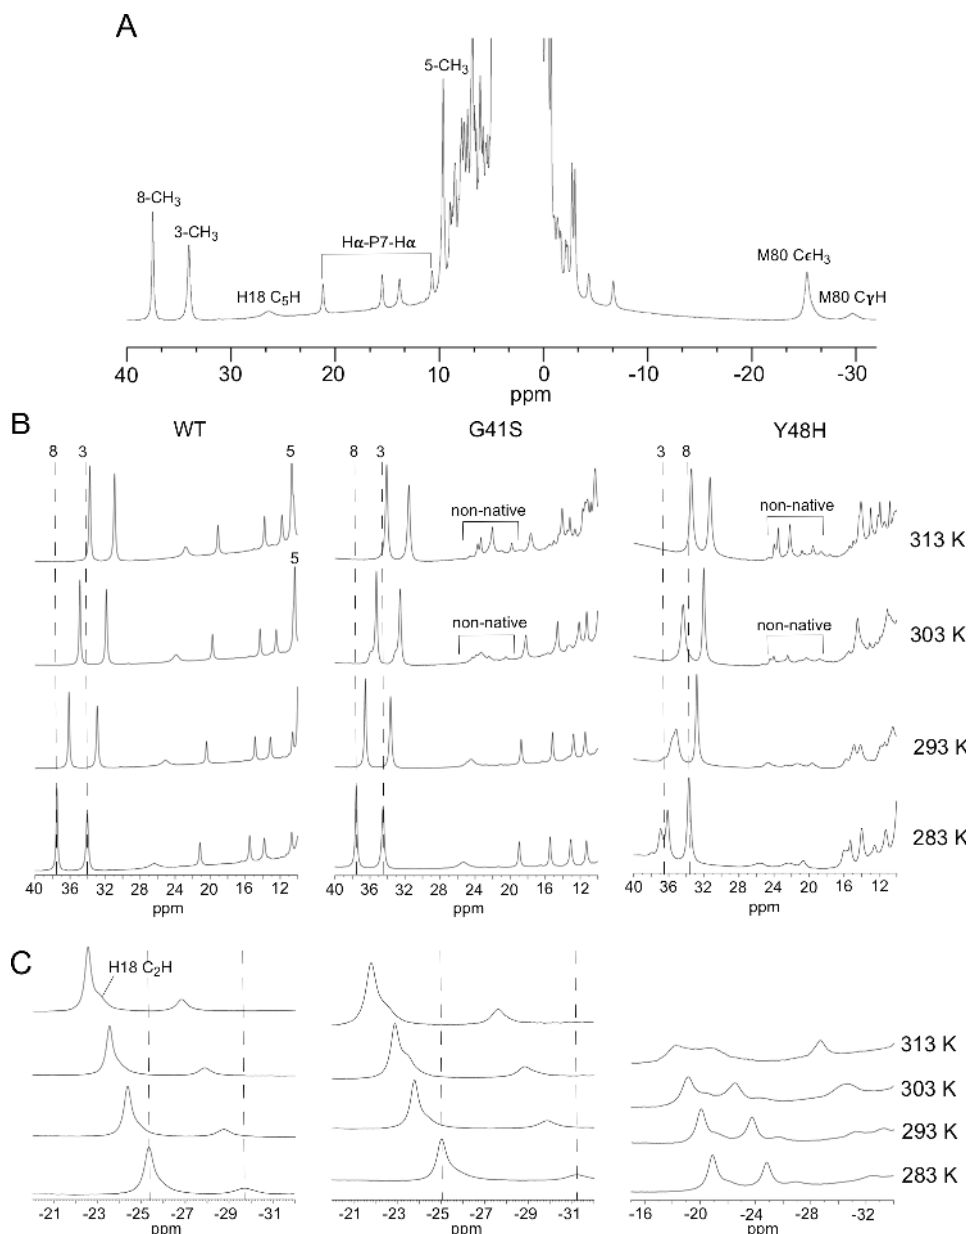 A
5-CH3
8-CH3
3-CH3
Hα-P7-Hα
H18 C5H
M80 CϵH3
M80 CɣH
40 30 20 10 0 -10 -20 -30
ppm
B
WT G41S Y48H
8 3 5 8 3 3 8
non-native non-native
313 K
5
non-native non-native
303 K
293 K
283 K
40 36 32 28 24 20 16 12 10 40 36 32 28 24 20 16 12 10 40 36 32 28 24 20 16 12 10
ppm ppm ppm
C
H18 C2H
313 K
303 K
293 K
283 K
-21 -23 -25 -27 -29 -31 -21 -23 -25 -27 -29 -31 -16 -20 -24 -28 -32
ppm ppm ppm